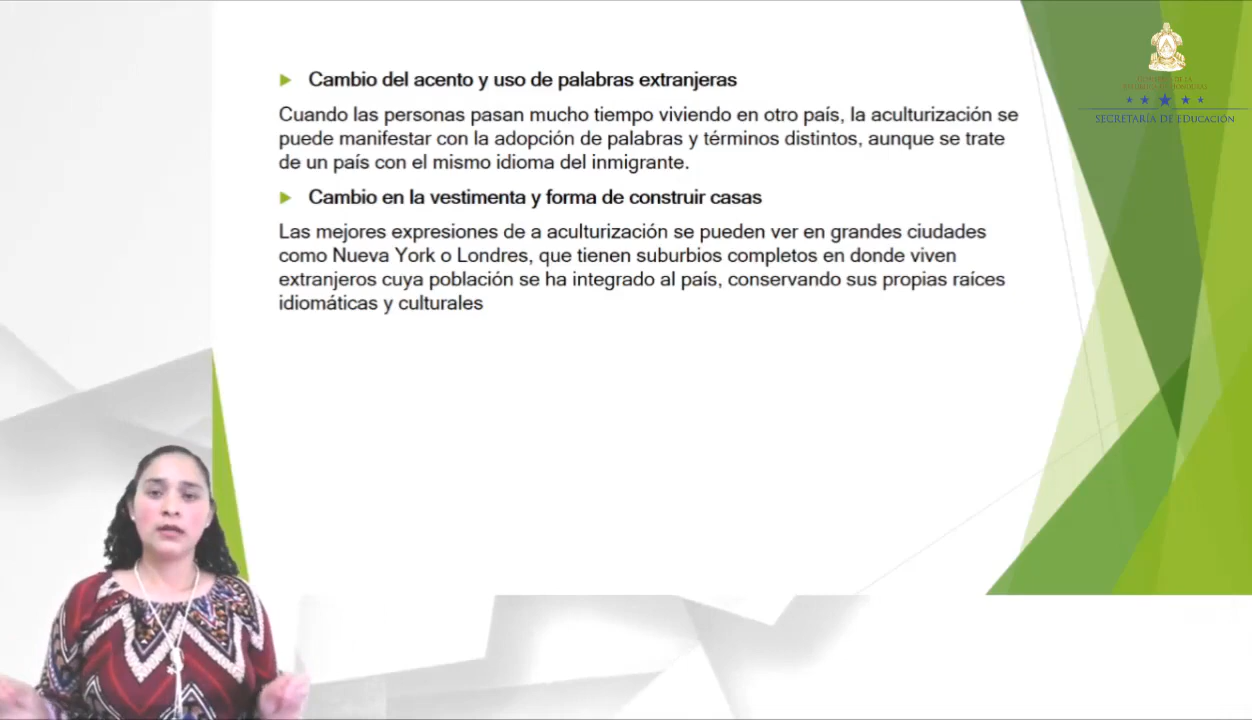 Cambio del acento y uso de palabras extranjeras
Cuando las personas pasan mucho tiempo viviendo en otro país, la aculturización se
puede manifestar con la adopción de palabras y términos distintos, aunque se trate
de un país con el mismo idioma del inmigrante.
Cambio en la vestimenta y forma de construir casas
Las mejores expresiones de a aculturización se pueden ver en grandes ciudades
como Nueva York o Londres, que tienen suburbios completos en donde viven
extranjeros cuya población se ha integrado al país, conservando sus propias raíces
idiomáticas y culturales
SECRETARÍA DE EDUCACIÓN